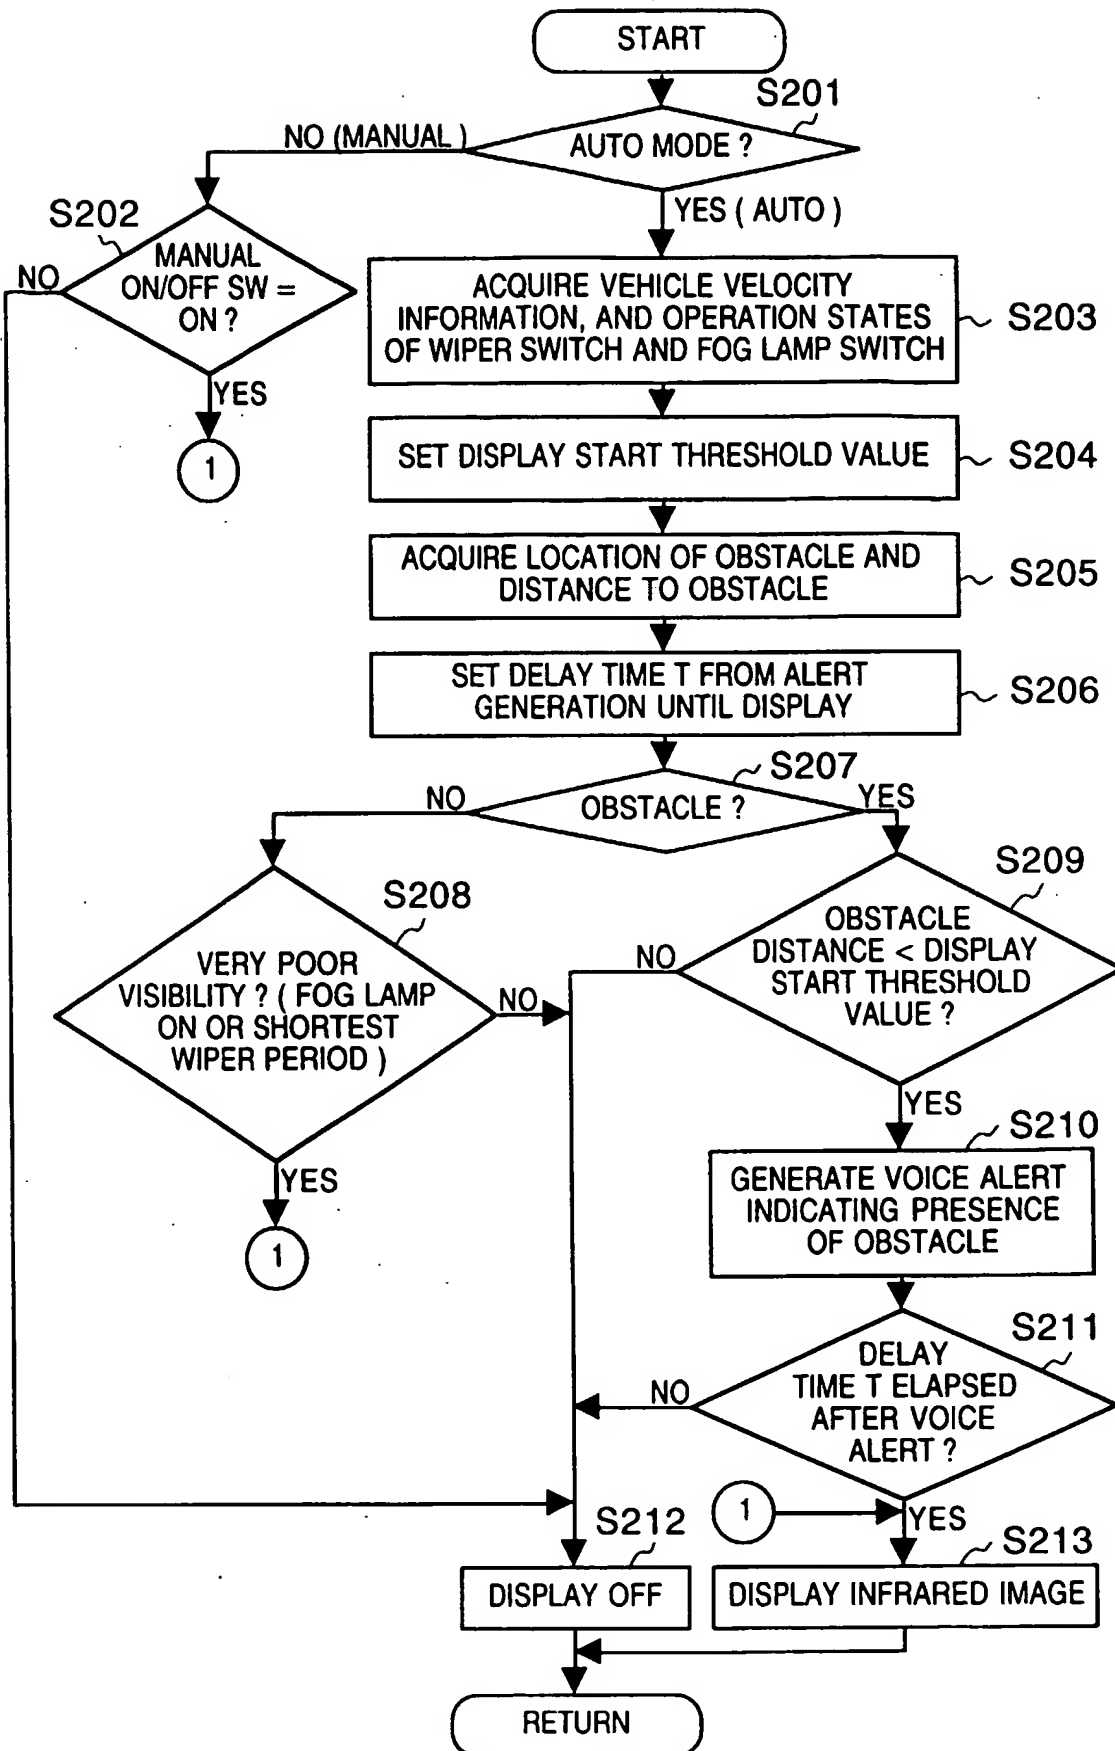 START
S201
NO (MANUAL)
AUTO MODE ?
YES ( AUTO )
S202
MANUAL
ON/OFF SW =
ON ?
NO
YES
1
ACQUIRE VEHICLE VELOCITY
INFORMATION, AND OPERATION STATES
OF WIPER SWITCH AND FOG LAMP SWITCH
S203
SET DISPLAY START THRESHOLD VALUE
S204
ACQUIRE LOCATION OF OBSTACLE AND
DISTANCE TO OBSTACLE
S205
SET DELAY TIME T FROM ALERT
GENERATION UNTIL DISPLAY
S206
S207
NO
OBSTACLE ?
YES
S208
VERY POOR
VISIBILITY ? ( FOG LAMP
ON OR SHORTEST
WIPER PERIOD )
NO
YES
1
S209
OBSTACLE
DISTANCE < DISPLAY
START THRESHOLD
VALUE ?
NO
YES
S210
GENERATE VOICE ALERT
INDICATING PRESENCE
OF OBSTACLE
S211
DELAY
TIME T ELAPSED
AFTER VOICE
ALERT ?
NO
1
YES
S212
DISPLAY OFF
S213
DISPLAY INFRARED IMAGE
RETURN